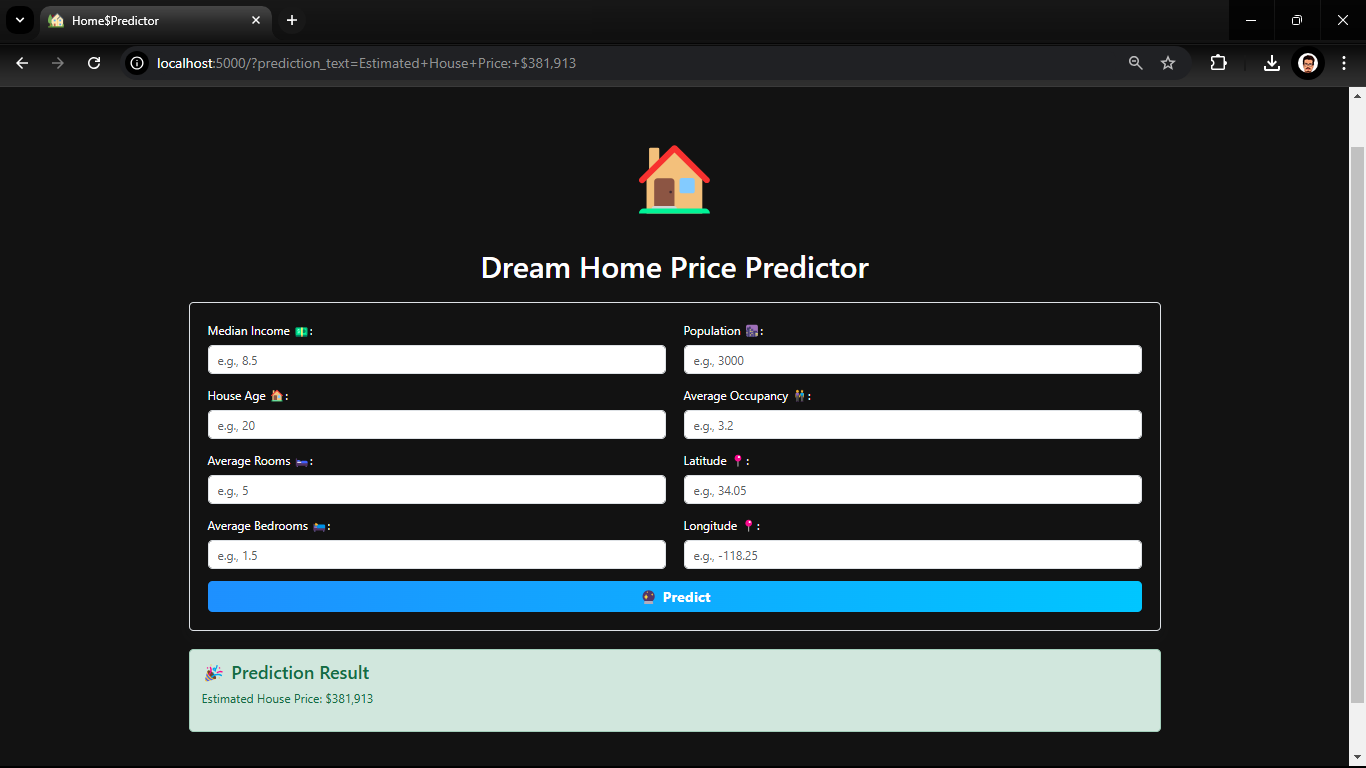 Home$Predictor
localhost:5000/?prediction_text=Estimated+House+Price:+$381,913
Dream Home Price Predictor
Median Income 💵:
e.g., 8.5
House Age 🏠:
e.g., 20
Average Rooms 🛏️:
e.g., 5
Average Bedrooms 🛌:
e.g., 1.5
Population 🌆:
e.g., 3000
Average Occupancy 👫:
e.g., 3.2
Latitude 📍:
e.g., 34.05
Longitude 📍:
e.g., -118.25
🔮 Predict
🎉 Prediction Result
Estimated House Price: $381,913